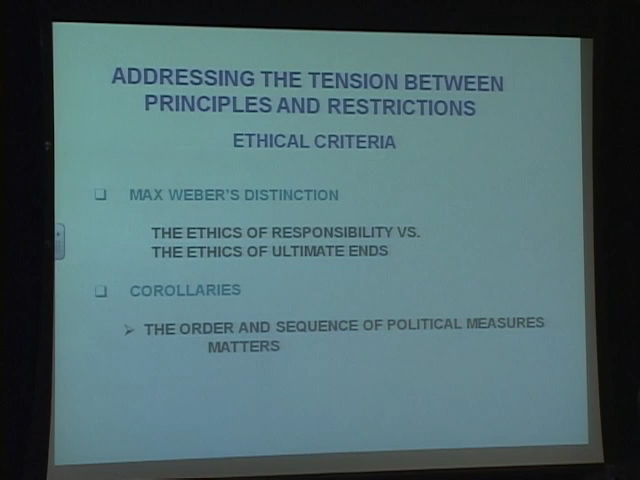 ADDRESSING THE TENSION BETWEEN
PRINCIPLES AND RESTRICTIONS
ETHICAL CRITERIA
MAX WEBER'S DISTINCTION
THE ETHICS OF RESPONSIBILITY VS.
THE ETHICS OF ULTIMATE ENDS
COROLLARIES
THE ORDER AND SEQUENCE OF POLITICAL MEASURES
MATTERS